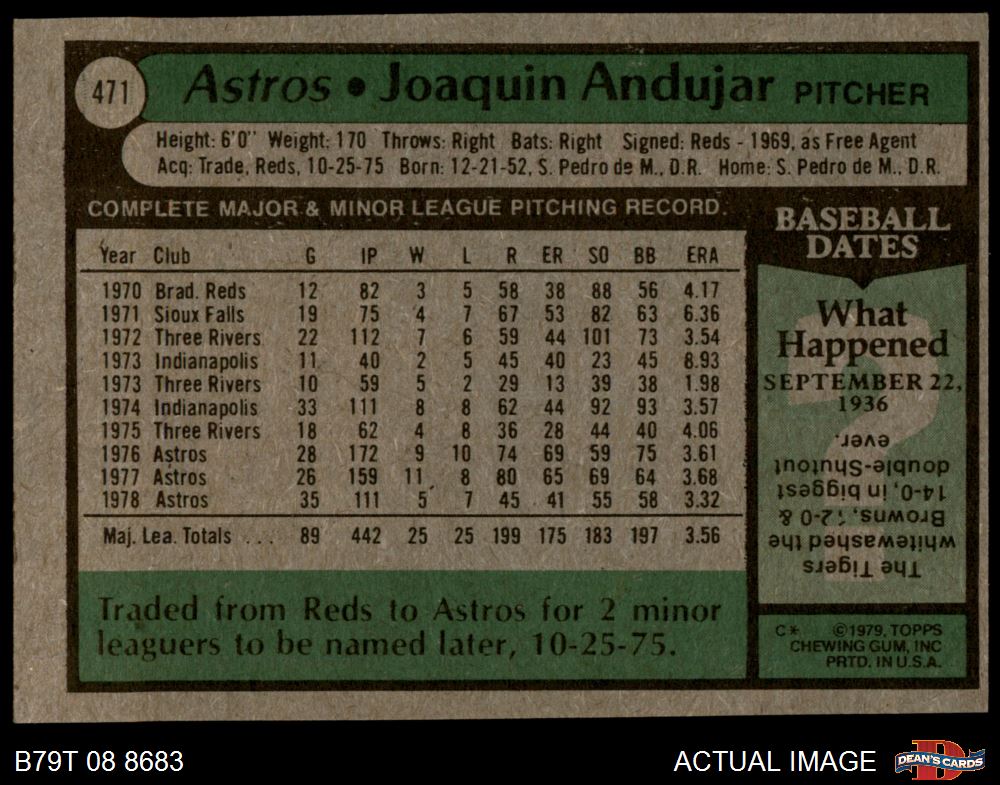 471
Astros • Joaquin Andujar PITCHER
Height: 6'0" Weight: 170 Throws: Right Bats: Right Signed: Reds - 1969, as Free Agent
Acq: Trade, Reds, 10-25-75 Born: 12-21-52, S. Pedro de M., D.R. Home: S. Pedro de M., D.R.
COMPLETE MAJOR & MINOR LEAGUE PITCHING RECORD.
Year Club G IP W L R ER SO BB ERA
1970 Brad. Reds 12 82 3 5 58 38 88 56 4.17
1971 Sioux Falls 19 75 4 7 67 53 82 63 6.36
1972 Three Rivers 22 112 7 6 59 44 101 73 3.54
1973 Indianapolis 11 40 2 5 45 40 23 45 8.93
1973 Three Rivers 10 59 5 2 29 13 39 38 1.98
1974 Indianapolis 33 111 8 8 62 44 92 93 3.57
1975 Three Rivers 18 62 4 8 36 28 44 40 4.06
1976 Astros 28 172 9 10 74 69 59 75 3.61
1977 Astros 26 159 11 8 80 65 69 64 3.68
1978 Astros 35 111 5 7 45 41 55 58 3.32
Maj. Lea. Totals ... 89 442 25 25 199 175 183 197 3.56
Traded from Reds to Astros for 2 minor
leaguers to be named later, 10-25-75.
BASEBALL
DATES
What
Happened
SEPTEMBER 22,
1936
The Tigers
whitewashed the
Browns, 12-0 &
14-0, in biggest
double-Shutout
ever.
C* ©1979, TOPPS
CHEWING GUM, INC
PRTD. IN U.S.A.
B79T 08 8683
ACTUAL IMAGE
DEAN'S CARDS